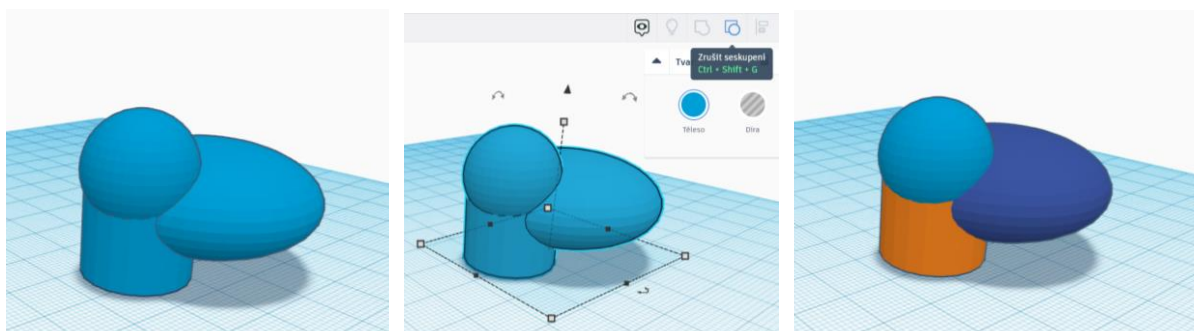 Zrušit seskupení
Tva
Ctrl + Shift + G
Těleso
Díra